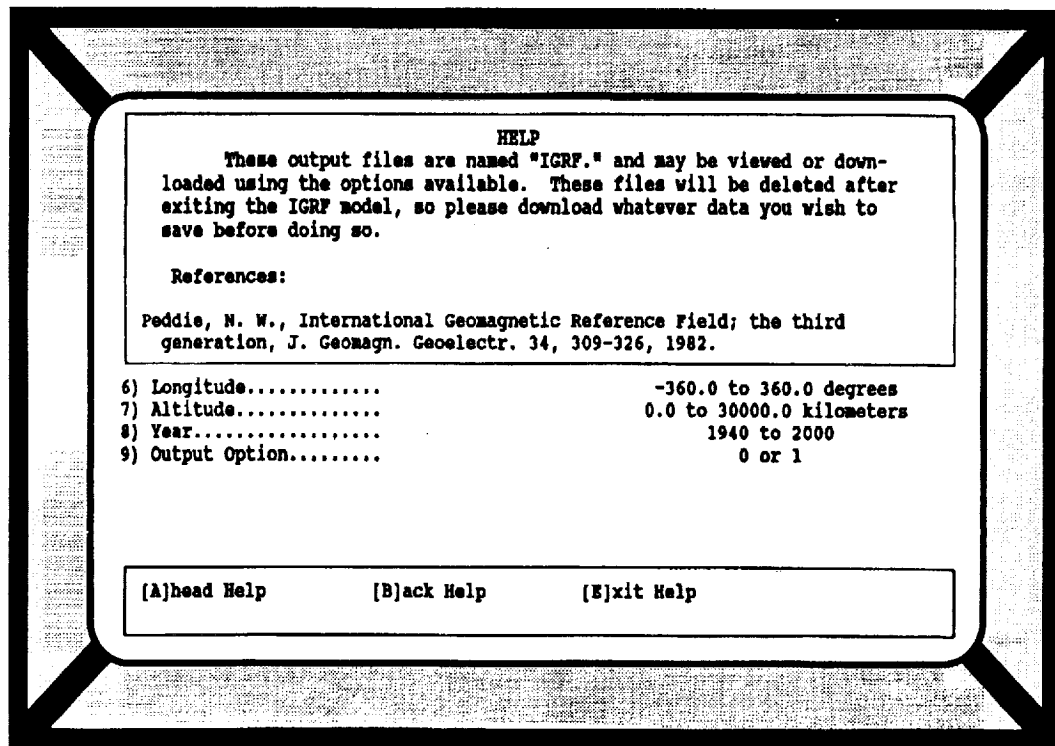 HELP
These output files are named "IGRF." and may be viewed or down-
loaded using the options available. These files will be deleted after
exiting the IGRF model, so please download whatever data you wish to
save before doing so.
References:
Peddie, N. W., International Geomagnetic Reference Field; the third
generation, J. Geomagn. Geoelectr. 34, 309-326, 1982.
6) Longitude............. -360.0 to 360.0 degrees
7) Altitude.............. 0.0 to 30000.0 kilometers
8) Year.................. 1940 to 2000
9) Output Option......... 0 or 1
[A]head Help [B]ack Help [E]xit Help